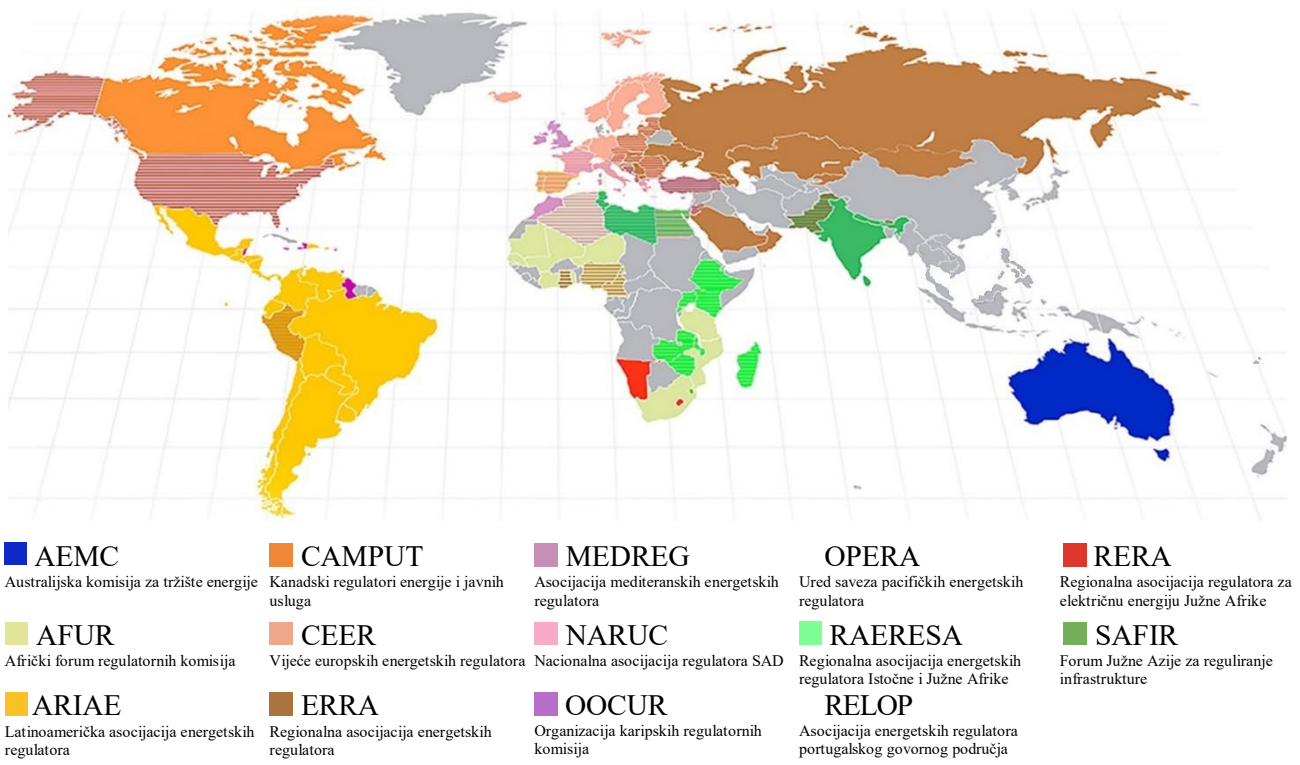 AEMC
Australijska komisija za tržište energije
AFUR
Afrički forum regulatornih komisija
ARIAE
Latinoamerička asocijacija energetskih
regulatora
CAMPUT
Kanadski regulatori energije i javnih
usluga
CEER
Vijeće europskih energetskih regulatora
ERRA
Regionalna asocijacija energetskih
regulatora
MEDREG
Asocijacija mediteranskih energetskih
regulatora
NARUC
Nacionalna asocijacija regulatora SAD
OOCUR
Organizacija karipskih regulatornih
komisija
OPERA
Ured saveza pacifičkih energetskih
regulatora
RAERESA
Regionalna asocijacija energetskih
regulatora Istočne i Južne Afrike
RELOP
Asocijacija energetskih regulatora
portugalskog govornog područja
RERA
Regionalna asocijacija regulatora za
električnu energiju Južne Afrike
SAFIR
Forum Južne Azije za reguliranje
infrastrukture